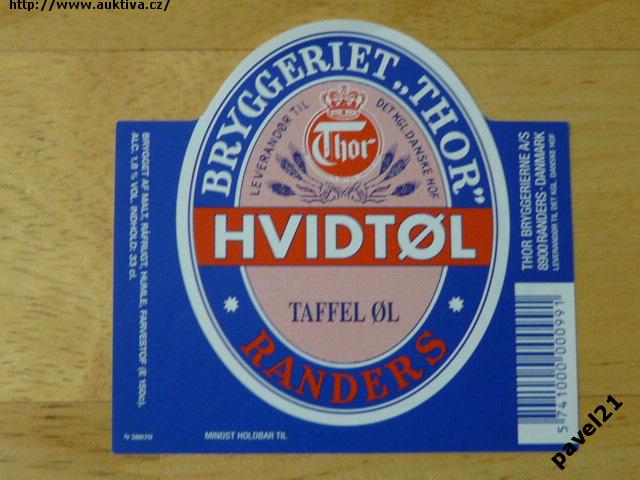 http://www.auktiva.cz/
BRYGGERIET „THOR”
LEVERANDØR TIL DET KGL. DANSKE HOF
Thor
HVIDTØL
TAFFEL ØL
RANDERS
BRYGGET AF MALT, RÅFRUGT, HUMLE, FARVESTOF (E 150c).
ALC. 1,8 % VOL. INDHOLD: 33 cl.
MINDST HOLDBAR TIL
THOR BRYGGERIERNE A/S
8900 RANDERS - DANMARK
LEVERANDØR TIL DET KGL. DANSKE HOF
5 741000 000991
pavel21